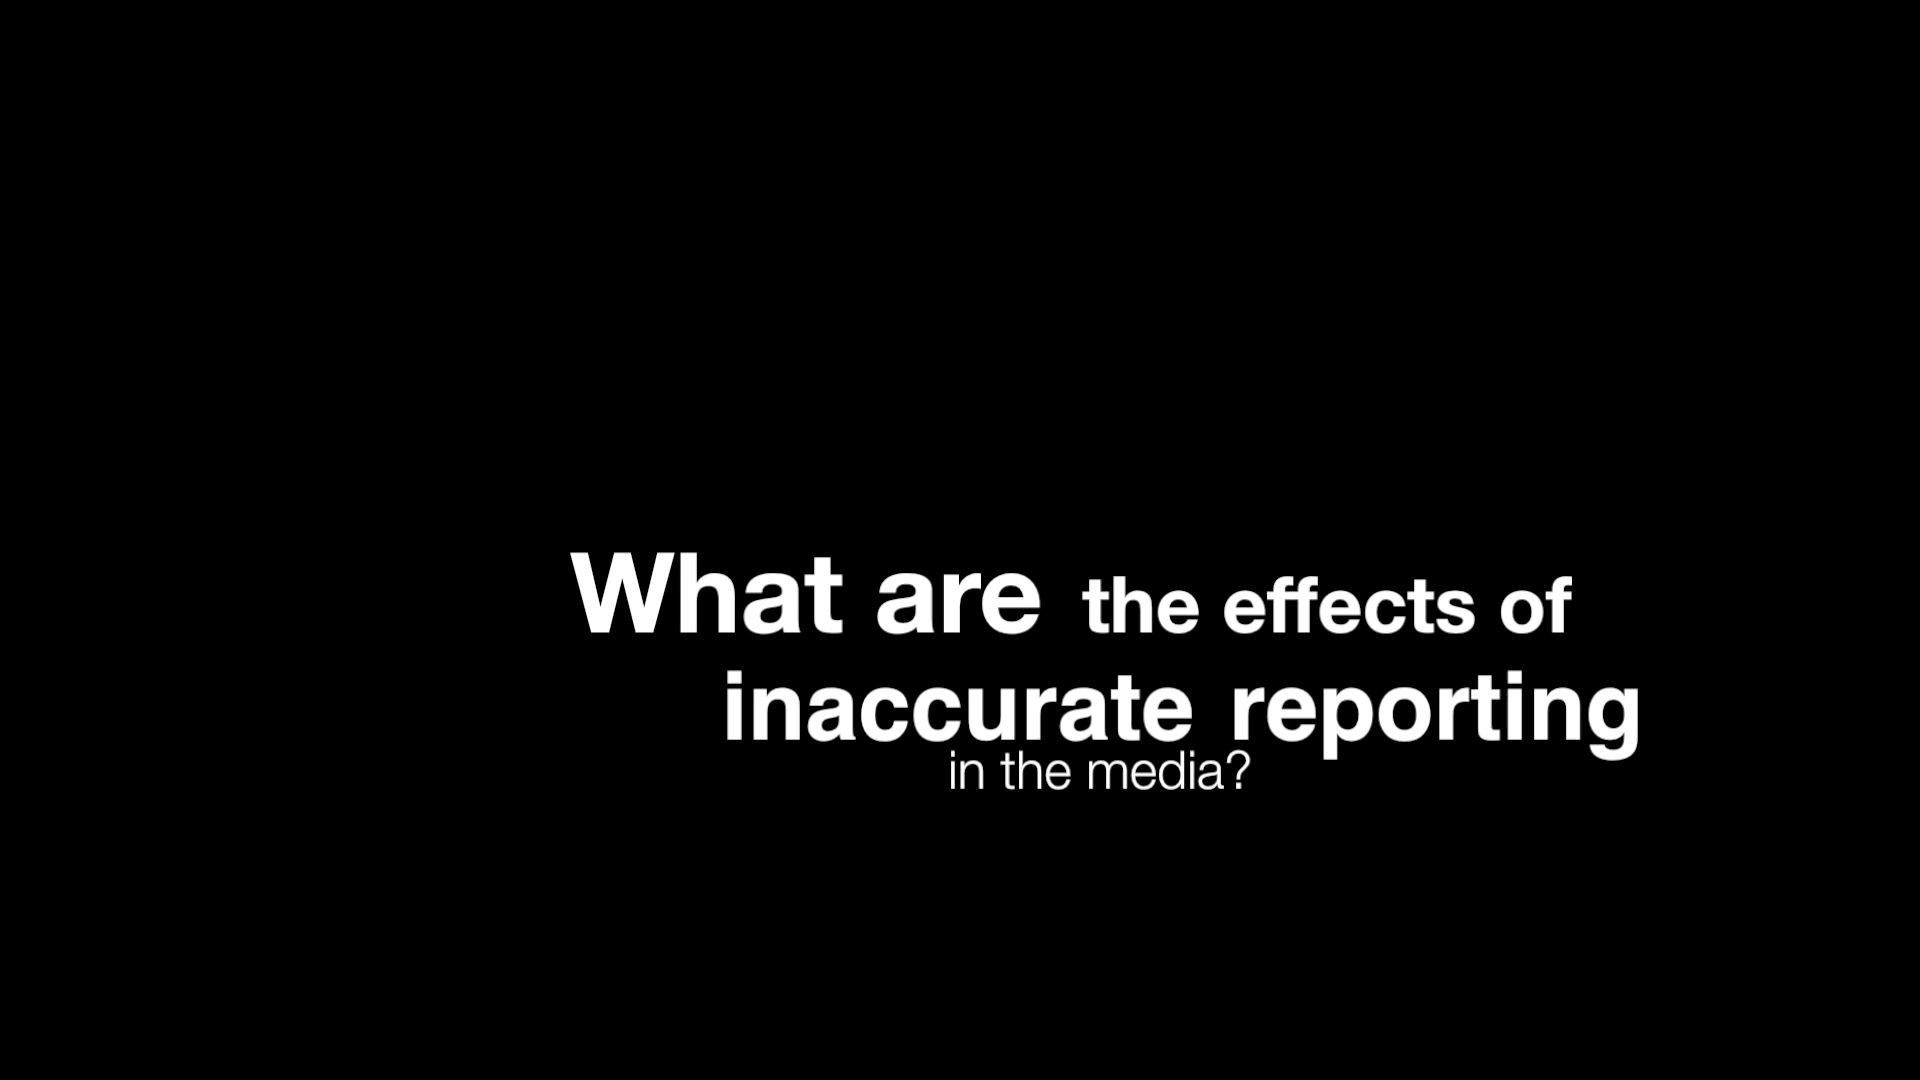 What are the effects of
inaccurate reporting
in the media?